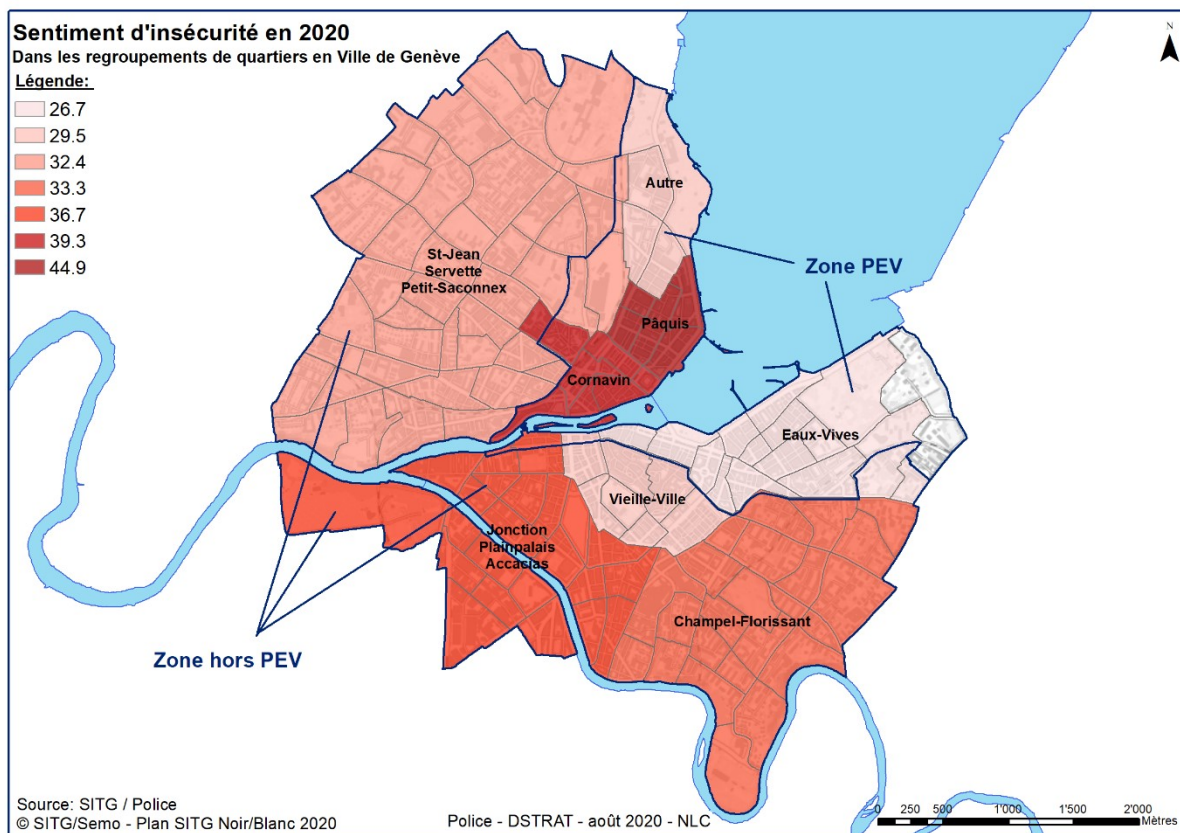 Sentiment d'insécurité en 2020
Dans les regroupements de quartiers en Ville de Genève
Légende:
26.7
29.5
32.4
33.3
36.7
39.3
44.9
N
Autre
St-Jean
Servette
Petit-Saconnex
Zone PEV
Pâquis
Cornavin
Eaux-Vives
Vieille-Ville
Jonction
Plainpalais
Accacias
Champel-Florissant
Zone hors PEV
Source: SITG / Police
© SITG/Semo - Plan SITG Noir/Blanc 2020
Police - DSTRAT - août 2020 - NLC
0 250 500 1'000 1'500 2'000
Mètres